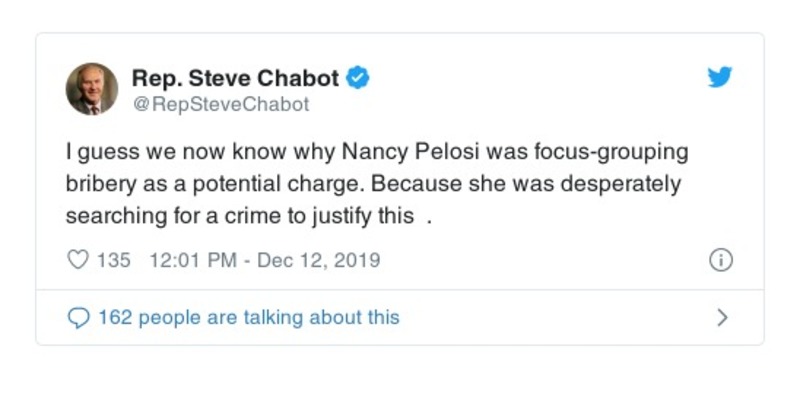 Rep. Steve Chabot
@RepSteveChabot
I guess we now know why Nancy Pelosi was focus-grouping
bribery as a potential charge. Because she was desperately
searching for a crime to justify this .
135 12:01 PM - Dec 12, 2019
162 people are talking about this